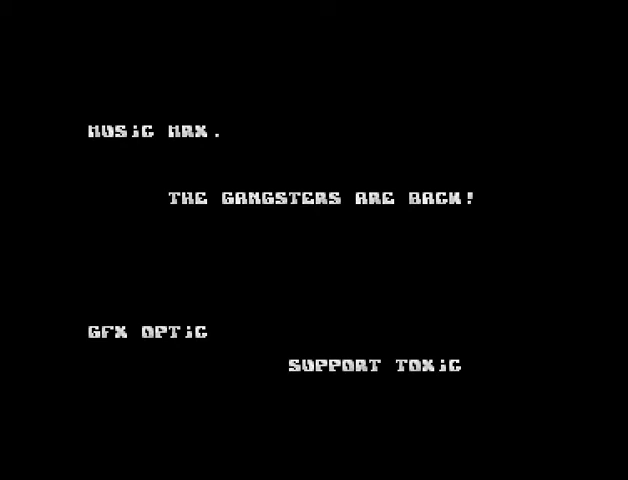 MUSiC MAX.
THE GANGSTERS ARE BACK!
GFX OPTiC
SUPPORT TOXiC